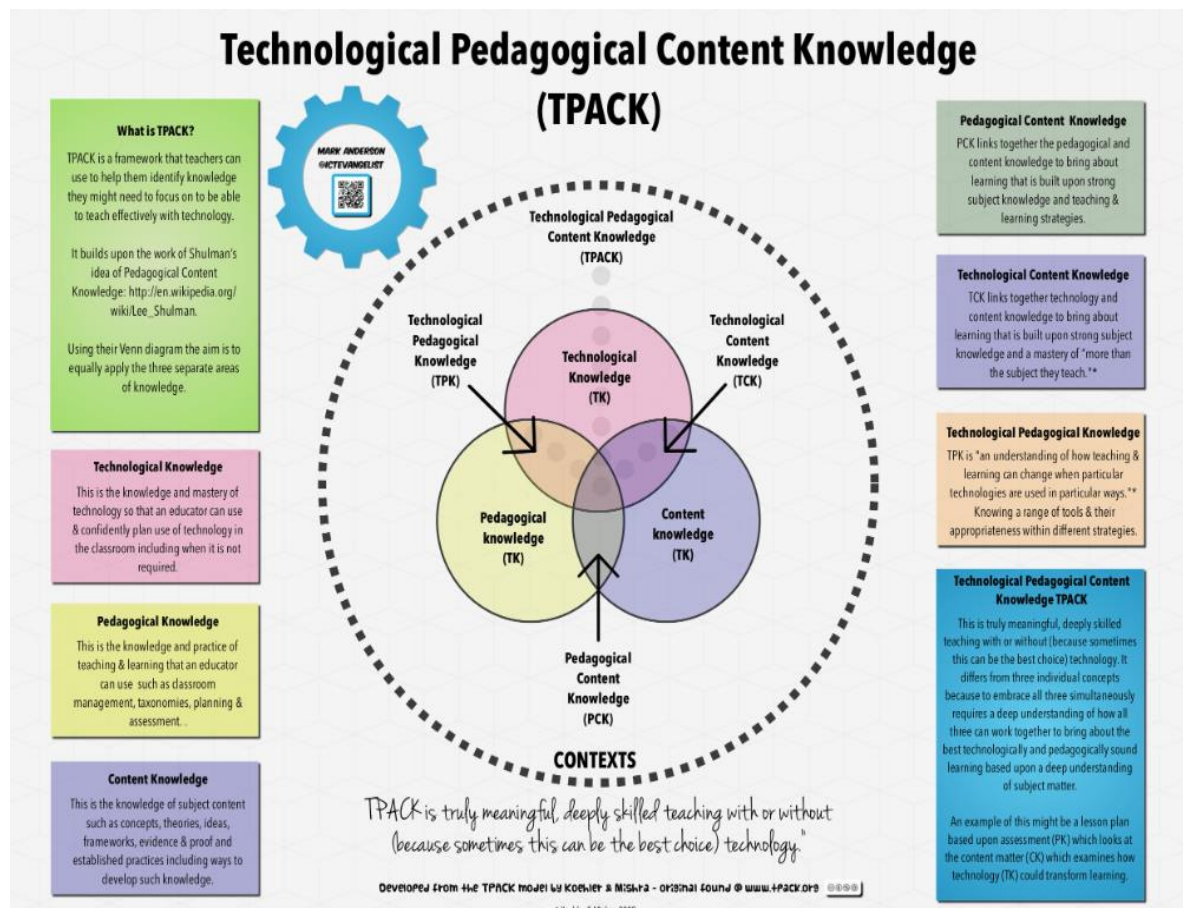 Technological Pedagogical Content Knowledge
(TPACK)
What is TPACK?
TPACK is a framework that teachers can
use to help them identify knowledge
they might need to focus on to be able
to teach effectively with technology.
It builds upon the work of Shulman's
idea of Pedagogical Content
Knowledge: http://en.wikipedia.org/
wiki/Lee_Shulman.
Using their Venn diagram the aim is to
equally apply the three separate areas
of knowledge.
Technological Knowledge
This is the knowledge and mastery of
technology so that an educator can use
& confidently plan use of technology in
the classroom including when it is not
required.
Pedagogical Knowledge
This is the knowledge and practice of
teaching & learning that an educator
can use such as classroom
management, taxonomies, planning &
assessment. .
Content Knowledge
This is the knowledge of subject content
such as concepts, theories, ideas,
frameworks, evidence & proof and
established practices including ways to
develop such knowledge.
MARK ANDERSON
@ICTEVANGELIST
Technological Pedagogical
Content Knowledge
(TPACK)
Technological
Pedagogical
Knowledge
(TPK)
Technological
Content
Knowledge
(TCK)
Technological
Knowledge
(TK)
Pedagogical
knowledge
(TK)
Content
knowledge
(TK)
Pedagogical
Content
Knowledge
(PCK)
CONTEXTS
TPACK is truly meaningful, deeply skilled teaching with or without
(because sometimes this can be the best choice) technology."
Developed from the TPACK model by Koehler & Mishra - original found @ www.tpack.org
Pedagogical Content Knowledge
PCK links together the pedagogical and
content knowledge to bring about
learning that is built upon strong
subject knowledge and teaching &
learning strategies.
Technological Content Knowledge
TCK links together technology and
content knowledge to bring about
learning that is built upon strong subject
knowledge and a mastery of "more than
the subject they teach."*
Technological Pedagogical Knowledge
TPK is "an understanding of how teaching &
learning can change when particular
technologies are used in particular ways."*
Knowing a range of tools & their
appropriateness within different strategies.
Technological Pedagogical Content
Knowledge TPACK
This is truly meaningful, deeply skilled
teaching with or without (because sometimes
this can be the best choice) technology. It
differs from three individual concepts
because to embrace all three simultaneously
requires a deep understanding of how all
three can work together to bring about the
best technologically and pedagogically sound
learning based upon a deep understanding
of subject matter.
An example of this might be a lesson plan
based upon assessment (PK) which looks at
the content matter (CK) which examines how
technology (TK) could transform learning.